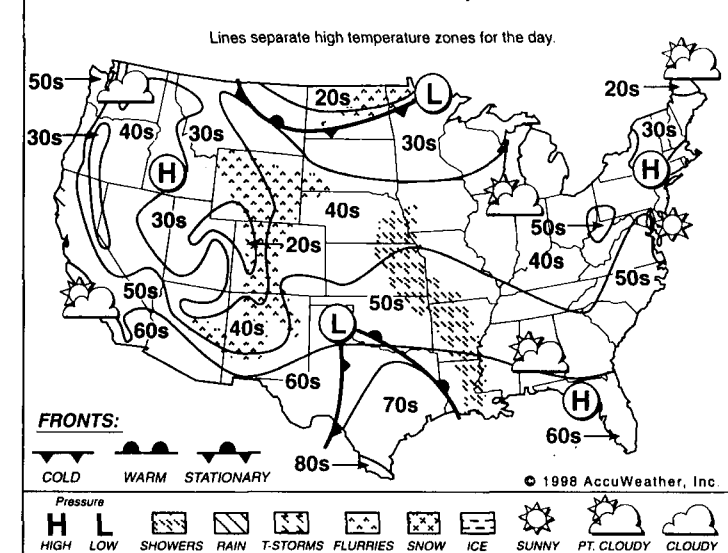 Lines separate high temperature zones for the day.
50s
20s
L
20s
30s
40s
30s
30s
30s
H
H
40s
30s
50s
20s
40s
50s
50s
50s
60s
40s
L
60s
70s
H
60s
80s
FRONTS:
COLD WARM STATIONARY
© 1998 AccuWeather, Inc.
Pressure
H L
HIGH LOW SHOWERS RAIN T-STORMS FLURRIES SNOW ICE SUNNY PT. CLOUDY CLOUDY